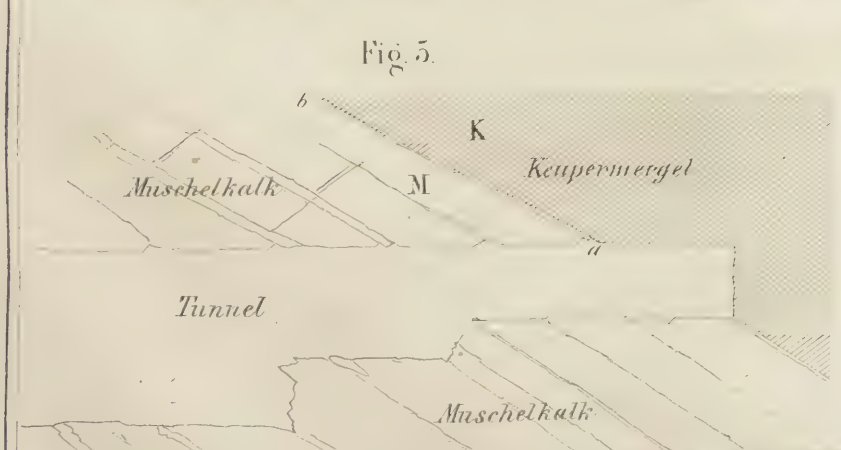 Fig. 5.
b
K
Keupermergel
Muschelkalk
M
a
Tunnel
Muschelkalk